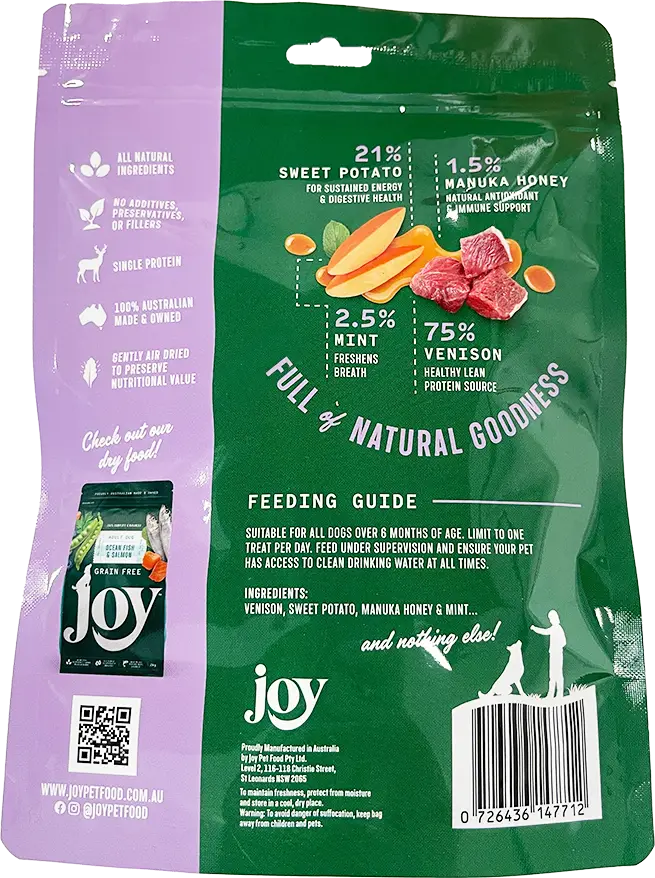 ALL NATURAL
INGREDIENTS
NO ADDITIVES,
PRESERVATIVES,
OR FILLERS
SINGLE PROTEIN
100% AUSTRALIAN
MADE & OWNED
GENTLY AIR DRIED
TO PRESERVE
NUTRITIONAL VALUE
Check out our
dry food!
PROUDLY AUSTRALIAN MADE & OWNED
ADULT DOG
OCEAN FISH
& SALMON
GRAIN FREE
joy
WWW.JOYPETFOOD.COM.AU
@JOYPETFOOD
21%
SWEET POTATO
FOR SUSTAINED ENERGY
& DIGESTIVE HEALTH
1.5%
MANUKA HONEY
NATURAL ANTIOXIDANT
& IMMUNE SUPPORT
2.5%
MINT
FRESHENS
BREATH
75%
VENISON
HEALTHY LEAN
PROTEIN SOURCE
FULL of NATURAL GOODNESS
FEEDING GUIDE
SUITABLE FOR ALL DOGS OVER 6 MONTHS OF AGE. LIMIT TO ONE
TREAT PER DAY. FEED UNDER SUPERVISION AND ENSURE YOUR PET
HAS ACCESS TO CLEAN DRINKING WATER AT ALL TIMES.
INGREDIENTS:
VENISON, SWEET POTATO, MANUKA HONEY & MINT...
and nothing else!
joy
Proudly Manufactured in Australia
by Joy Pet Food Pty Ltd.
Level 2, 116-118 Christie Street,
St Leonards NSW 2065
To maintain freshness, protect from moisture
and store in a cool, dry place.
Warning: To avoid danger of suffocation, keep bag
away from children and pets.
0 726436 147712